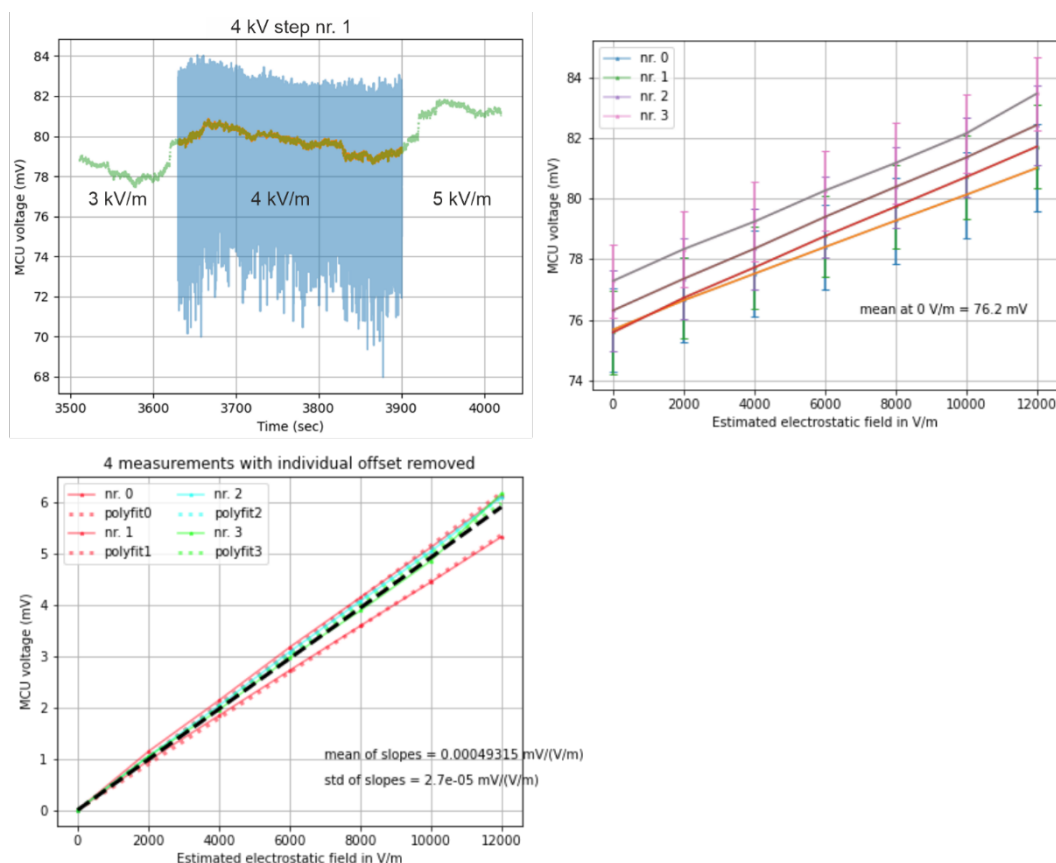 4 kV step nr. 1
84
82
80
78
76
74
72
70
68
MCU voltage (mV)
3 kV/m
4 kV/m
5 kV/m
3500
3600
3700
3800
3900
4000
Time (sec)
nr. 0
nr. 1
nr. 2
nr. 3
84
82
80
78
76
74
MCU voltage (mV)
mean at 0 V/m = 76.2 mV
0
2000
4000
6000
8000
10000
12000
Estimated electrostatic field in V/m
4 measurements with individual offset removed
nr. 0
polyfit0
nr. 1
polyfit1
nr. 2
polyfit2
nr. 3
polyfit3
6
5
4
3
2
1
0
MCU voltage (mV)
mean of slopes = 0.00049315 mV/(V/m)
std of slopes = 2.7e-05 mV/(V/m)
0
2000
4000
6000
8000
10000
12000
Estimated electrostatic field in V/m